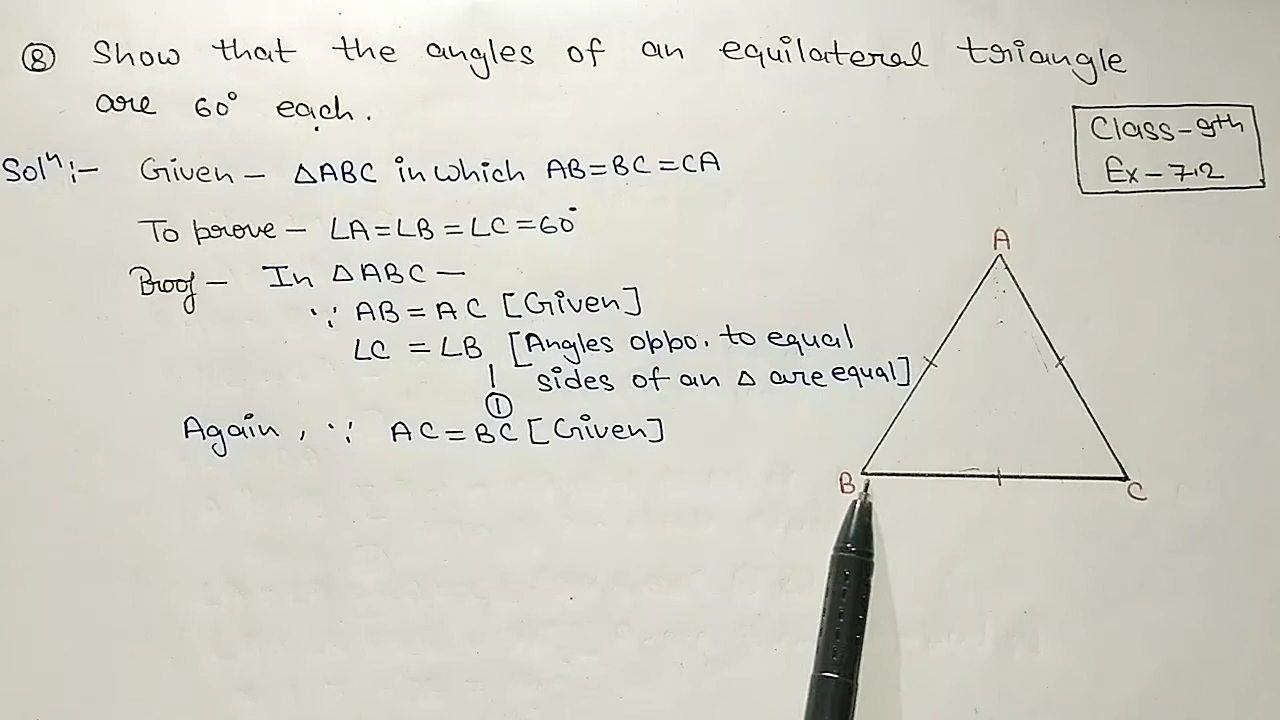 ⑧ Show that the angles of an equilateral triangle
are 60° each.
Class-9th
Ex-7.2
Solⁿ:- Given - △ABC in which AB=BC=CA
To prove - ∠A=∠B=∠C=60°
Proof - In △ABC -
∵ AB=AC [Given]
∠C = ∠B [Angles oppo. to equal
sides of an △ are equal]
①
Again, ∵ AC=BC [Given]
A
B
C